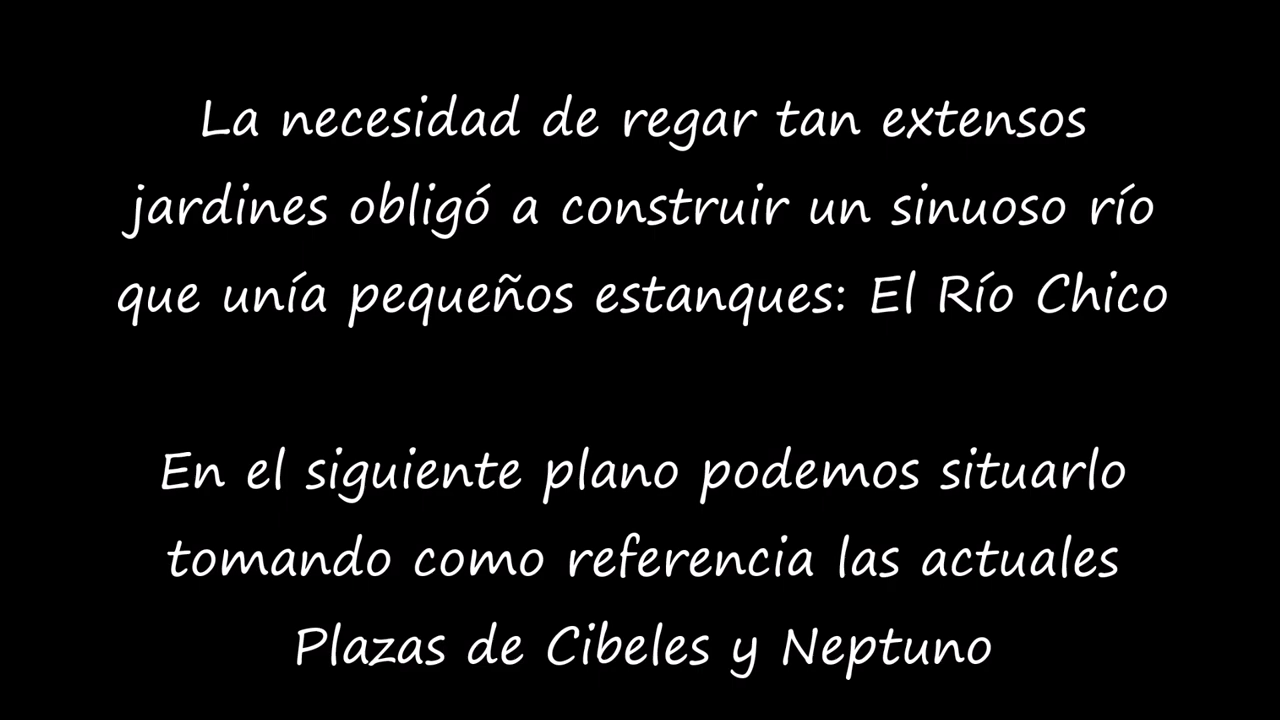 La necesidad de regar tan extensos
jardines obligó a construir un sinuoso río
que unía pequeños estanques: El Río Chico
En el siguiente plano podemos situarlo
tomando como referencia las actuales
Plazas de Cibeles y Neptuno